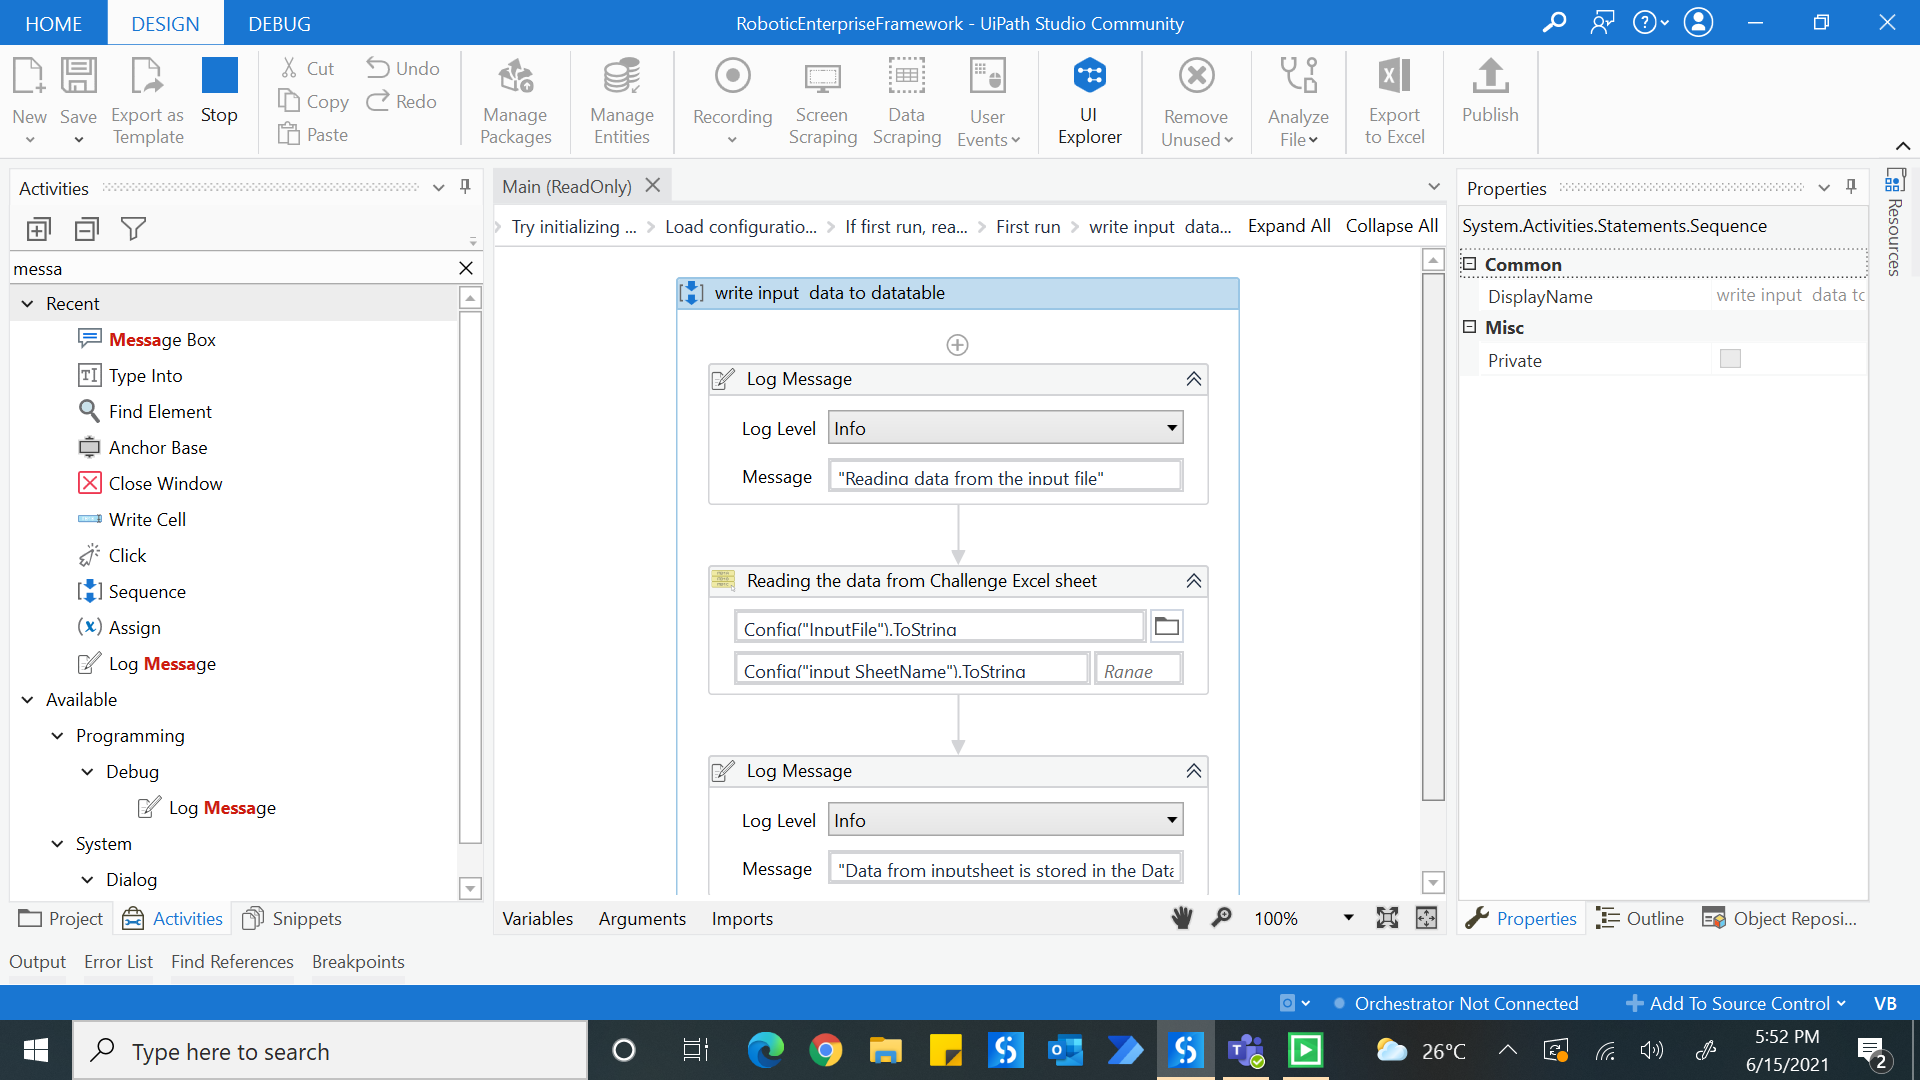 HOME DESIGN DEBUG
RoboticEnterpriseFramework - UiPath Studio Community
New
Save
Export as Template
Stop
Cut
Copy
Paste
Undo
Redo
Manage Packages
Manage Entities
Recording
Screen Scraping
Data Scraping
User Events
UI Explorer
Remove Unused
Analyze File
Export to Excel
Publish
Activities
messa
Recent
Message Box
Type Into
Find Element
Anchor Base
Close Window
Write Cell
Click
Sequence
Assign
Log Message
Available
Programming
Debug
Log Message
System
Dialog
Project Activities Snippets
Main (ReadOnly)
Try initializing ... Load configuratio... If first run, rea... First run write input data... Expand All Collapse All
write input data to datatable
Log Message
Log Level Info
Message "Reading data from the input file"
Reading the data from Challenge Excel sheet
Config("InputFile").ToString
Config("input SheetName").ToString Range
Log Message
Log Level Info
Message "Data from inputsheet is stored in the Data
Variables Arguments Imports 100%
Properties
System.Activities.Statements.Sequence
Common
DisplayName write input data to
Misc
Private
Resources
Properties Outline Object Reposi...
Output Error List Find References Breakpoints
Orchestrator Not Connected Add To Source Control VB
Type here to search
26°C
5:52 PM
6/15/2021
2